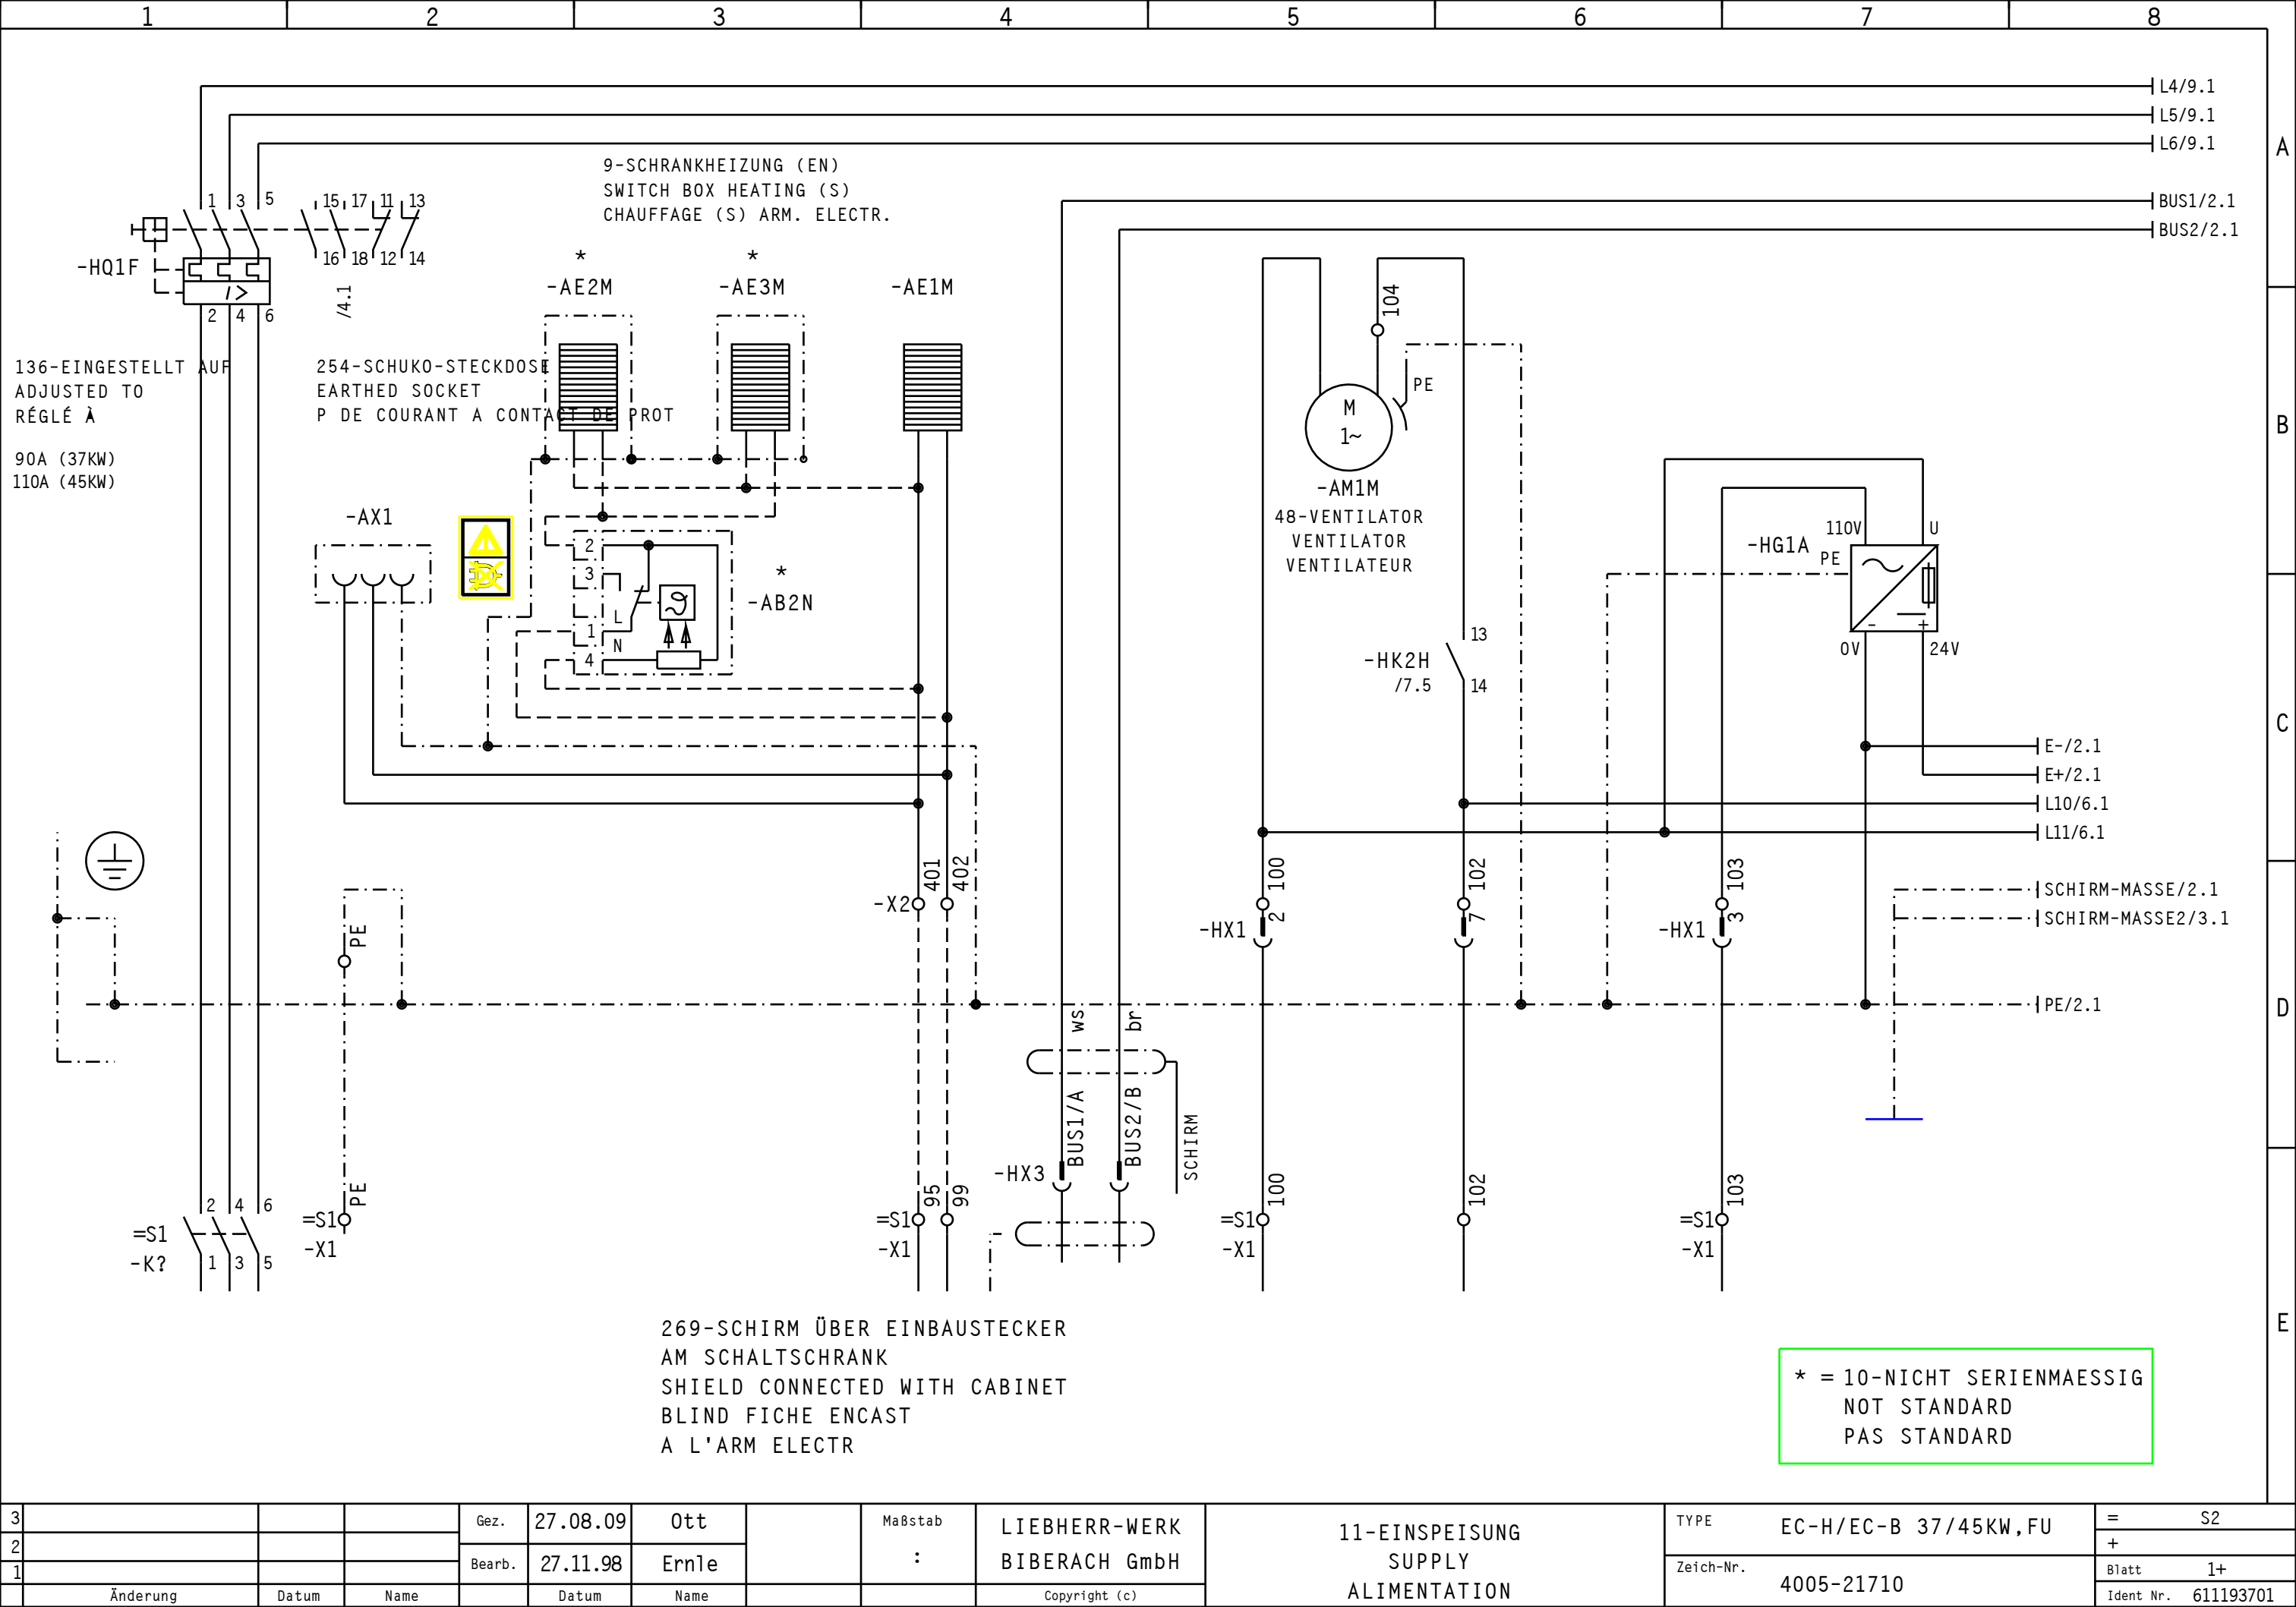 1 2 3 4 5 6 7 8
L4/9.1
L5/9.1
L6/9.1
A
9-SCHRANKHEIZUNG (EN)
SWITCH BOX HEATING (S)
CHAUFFAGE (S) ARM. ELECTR.
BUS1/2.1
BUS2/2.1
1 3 5 15 17 11 13
16 18 12 14
-HQ1F
I>
2 4 6
/4.1
* *
-AE2M -AE3M -AE1M
104
136-EINGESTELLT AUF
ADJUSTED TO
RÉGLÉ À
90A (37KW)
110A (45KW)
254-SCHUKO-STECKDOSE
EARTHED SOCKET
P DE COURANT A CONTACT DE PROT
PE
M
1~
B
-AM1M
48-VENTILATOR
VENTILATOR
VENTILATEUR
-AX1
2
3
L
1
N
4
*
-AB2N
110V U
-HG1A
PE
- +
0V 24V
13
-HK2H
/7.5
14
C
E-/2.1
E+/2.1
L10/6.1
L11/6.1
401 402
-X2
100
2
-HX1
102
7
103
3
-HX1
SCHIRM-MASSE/2.1
SCHIRM-MASSE2/3.1
PE
PE/2.1
D
ws br
BUS1/A BUS2/B
SCHIRM
-HX3
2 4 6
=S1
-K?
1 3 5
PE
=S1
-X1
95 99
=S1
-X1
100
=S1
-X1
102
103
=S1
-X1
E
269-SCHIRM ÜBER EINBAUSTECKER
AM SCHALTSCHRANK
SHIELD CONNECTED WITH CABINET
BLIND FICHE ENCAST
A L'ARM ELECTR
* = 10-NICHT SERIENMAESSIG
NOT STANDARD
PAS STANDARD
3
2
1
Änderung Datum Name
Gez. 27.08.09 Ott
Bearb. 27.11.98 Ernle
Datum Name
Maßstab
:
LIEBHERR-WERK
BIBERACH GmbH
Copyright (c)
11-EINSPEISUNG
SUPPLY
ALIMENTATION
TYPE EC-H/EC-B 37/45KW,FU
Zeich-Nr. 4005-21710
= S2
+
Blatt 1+
Ident Nr. 611193701